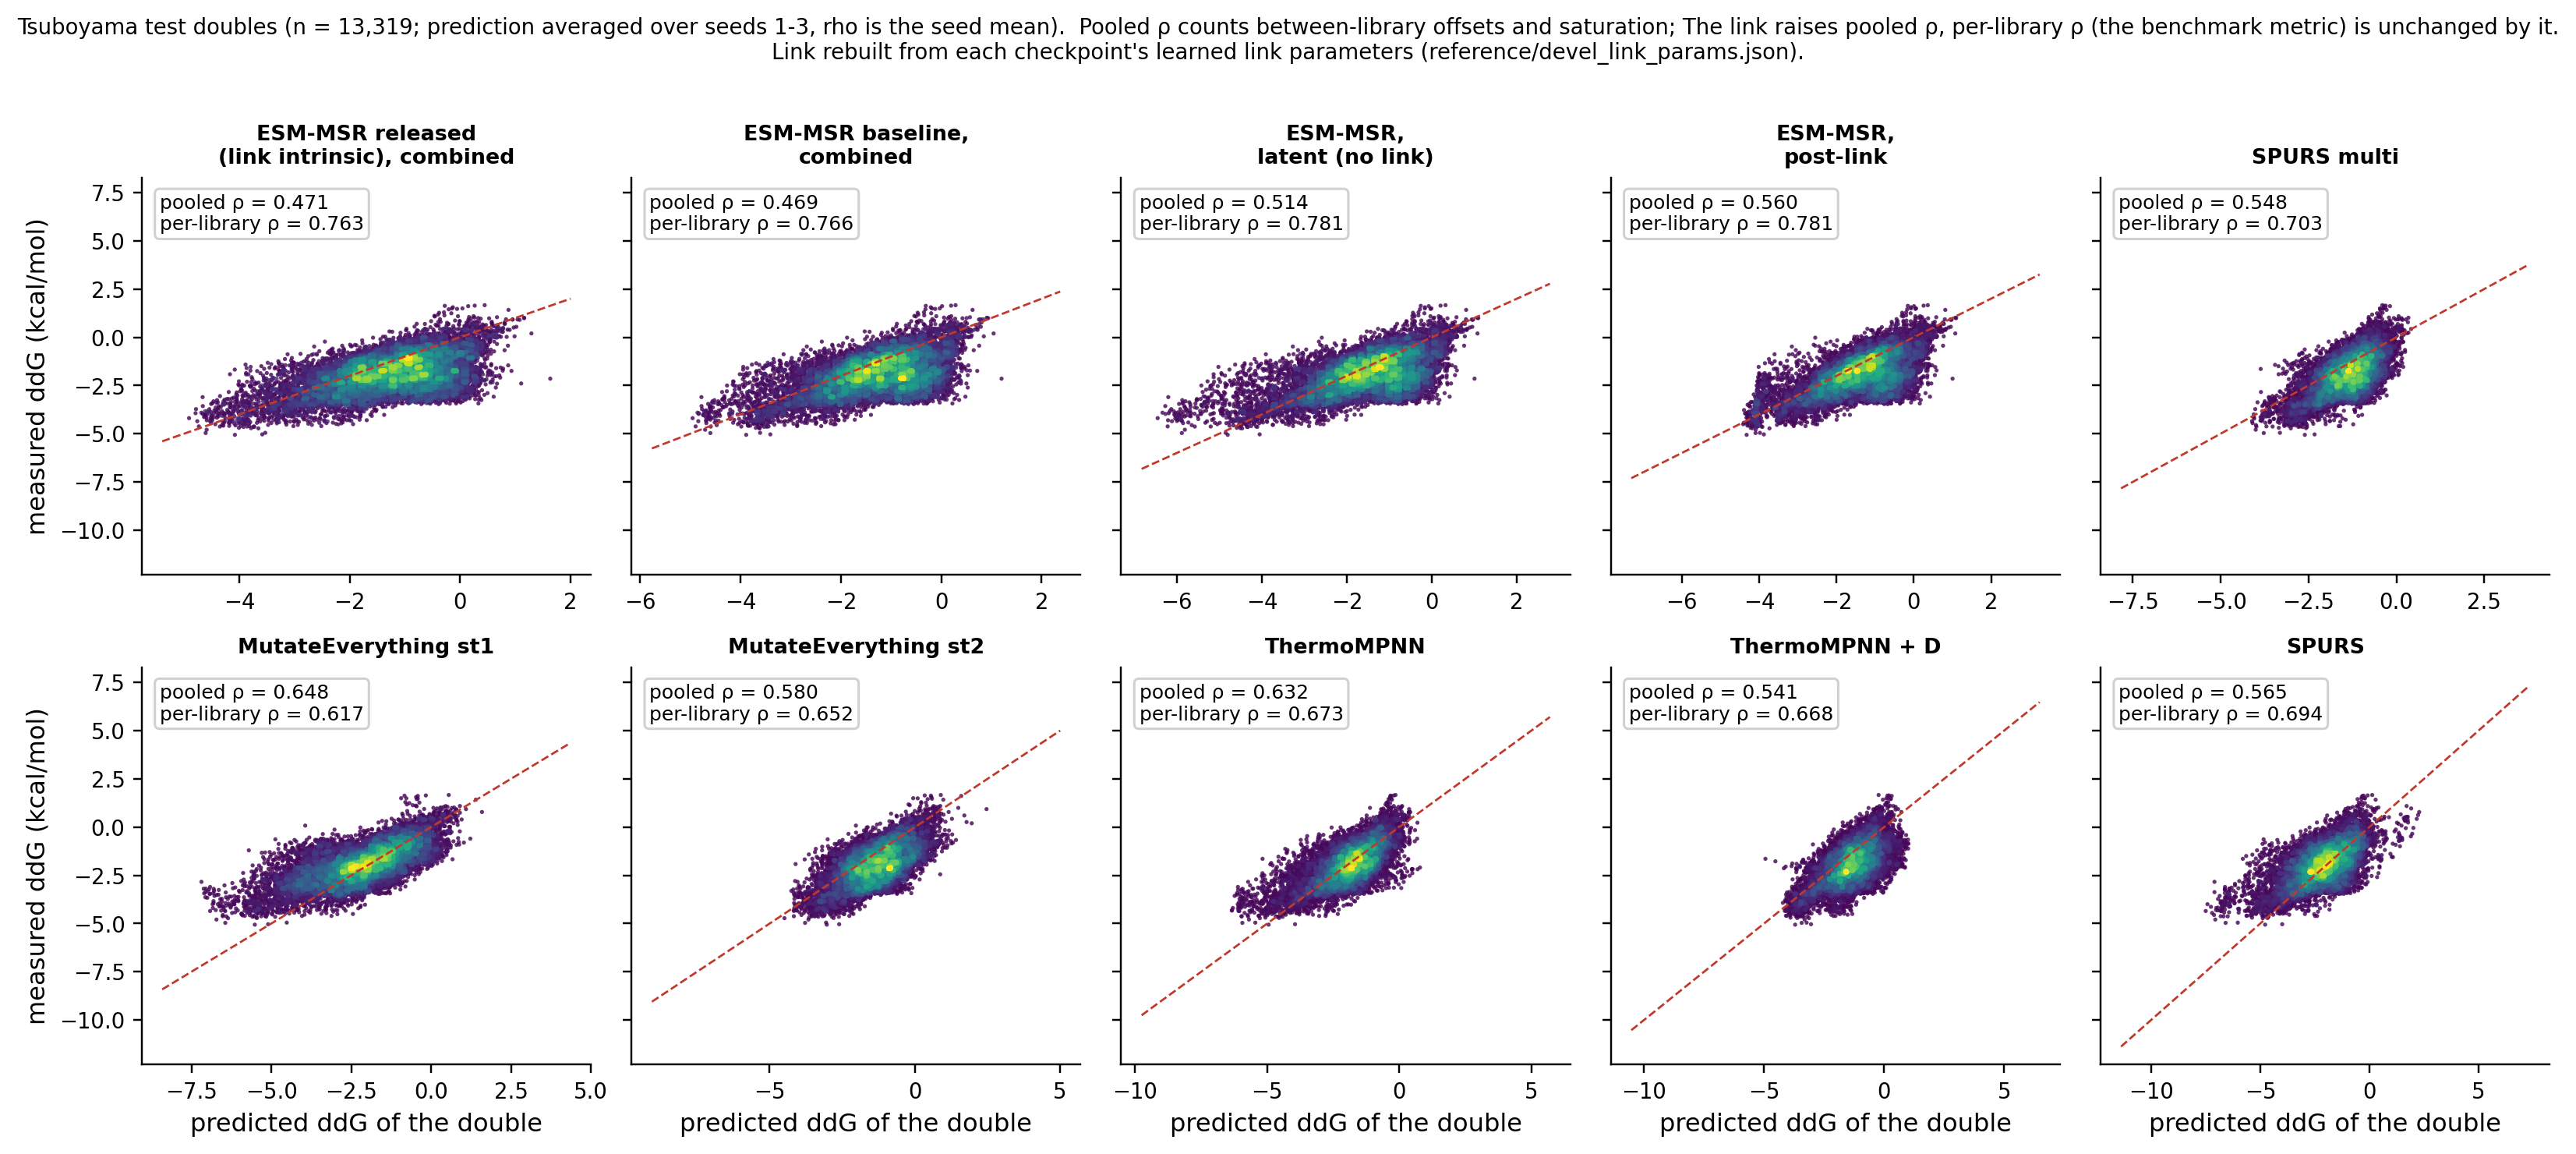 Tsuboyama test doubles (n = 13,319; prediction averaged over seeds 1-3, rho is the seed mean).  Pooled ρ counts between-library offsets and saturation; The link raises pooled ρ, per-library ρ (the benchmark metric) is unchanged by it.
Link rebuilt from each checkpoint's learned link parameters (reference/devel_link_params.json).
ESM-MSR released
(link intrinsic), combined
ESM-MSR baseline,
combined
ESM-MSR,
latent (no link)
ESM-MSR,
post-link
SPURS multi
pooled ρ = 0.471
per-library ρ = 0.763
pooled ρ = 0.469
per-library ρ = 0.766
pooled ρ = 0.514
per-library ρ = 0.781
pooled ρ = 0.560
per-library ρ = 0.781
pooled ρ = 0.548
per-library ρ = 0.703
measured ddG (kcal/mol)
7.5
5.0
2.5
0.0
−2.5
−5.0
−7.5
−10.0
−4 −2 0 2
−6 −4 −2 0 2
−6 −4 −2 0 2
−6 −4 −2 0 2
−7.5 −5.0 −2.5 0.0 2.5
MutateEverything st1
MutateEverything st2
ThermoMPNN
ThermoMPNN + D
SPURS
pooled ρ = 0.648
per-library ρ = 0.617
pooled ρ = 0.580
per-library ρ = 0.652
pooled ρ = 0.632
per-library ρ = 0.673
pooled ρ = 0.541
per-library ρ = 0.668
pooled ρ = 0.565
per-library ρ = 0.694
measured ddG (kcal/mol)
7.5
5.0
2.5
0.0
−2.5
−5.0
−7.5
−10.0
−7.5 −5.0 −2.5 0.0 2.5 5.0
−5 0 5
−10 −5 0 5
−10 −5 0 5
−10 −5 0 5
predicted ddG of the double
predicted ddG of the double
predicted ddG of the double
predicted ddG of the double
predicted ddG of the double